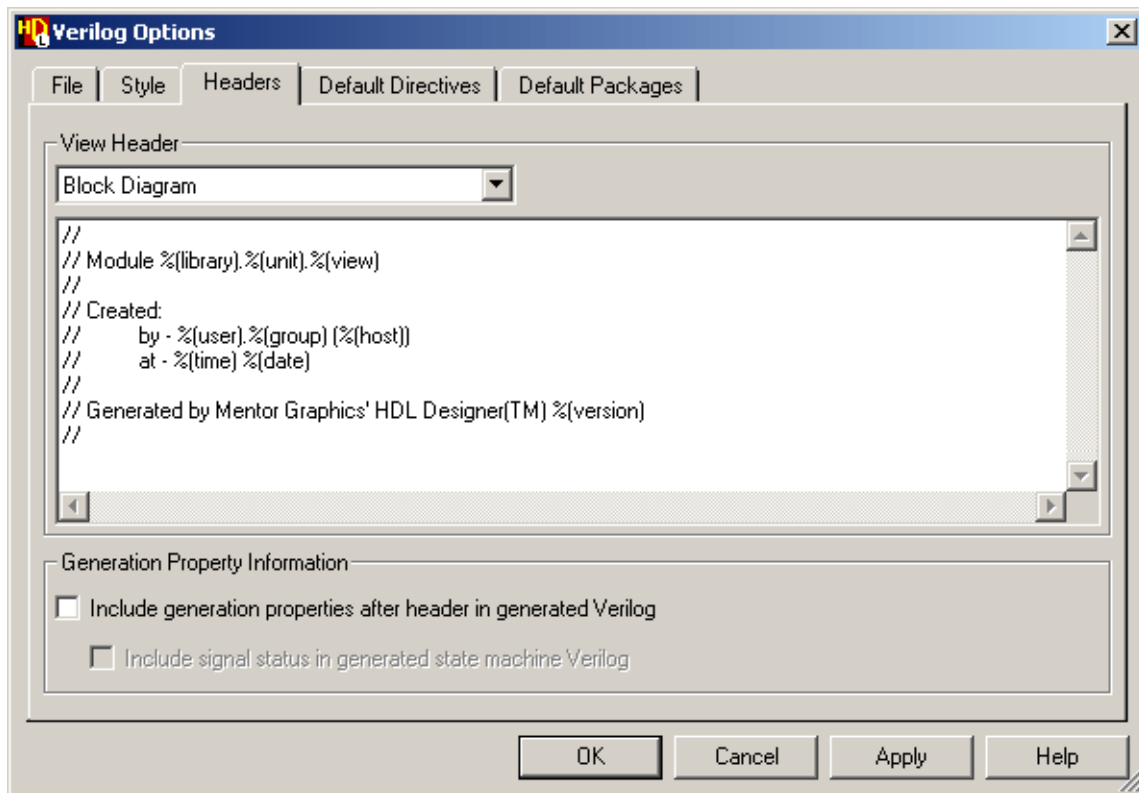 HDL Verilog Options
File Style Headers Default Directives Default Packages
View Header
Block Diagram
//
// Module %(library).%(unit).%(view)
//
// Created:
// by - %(user).%(group) (%(host))
// at - %(time) %(date)
//
// Generated by Mentor Graphics' HDL Designer(TM) %(version)
//
Generation Property Information
Include generation properties after header in generated Verilog
Include signal status in generated state machine Verilog
OK Cancel Apply Help